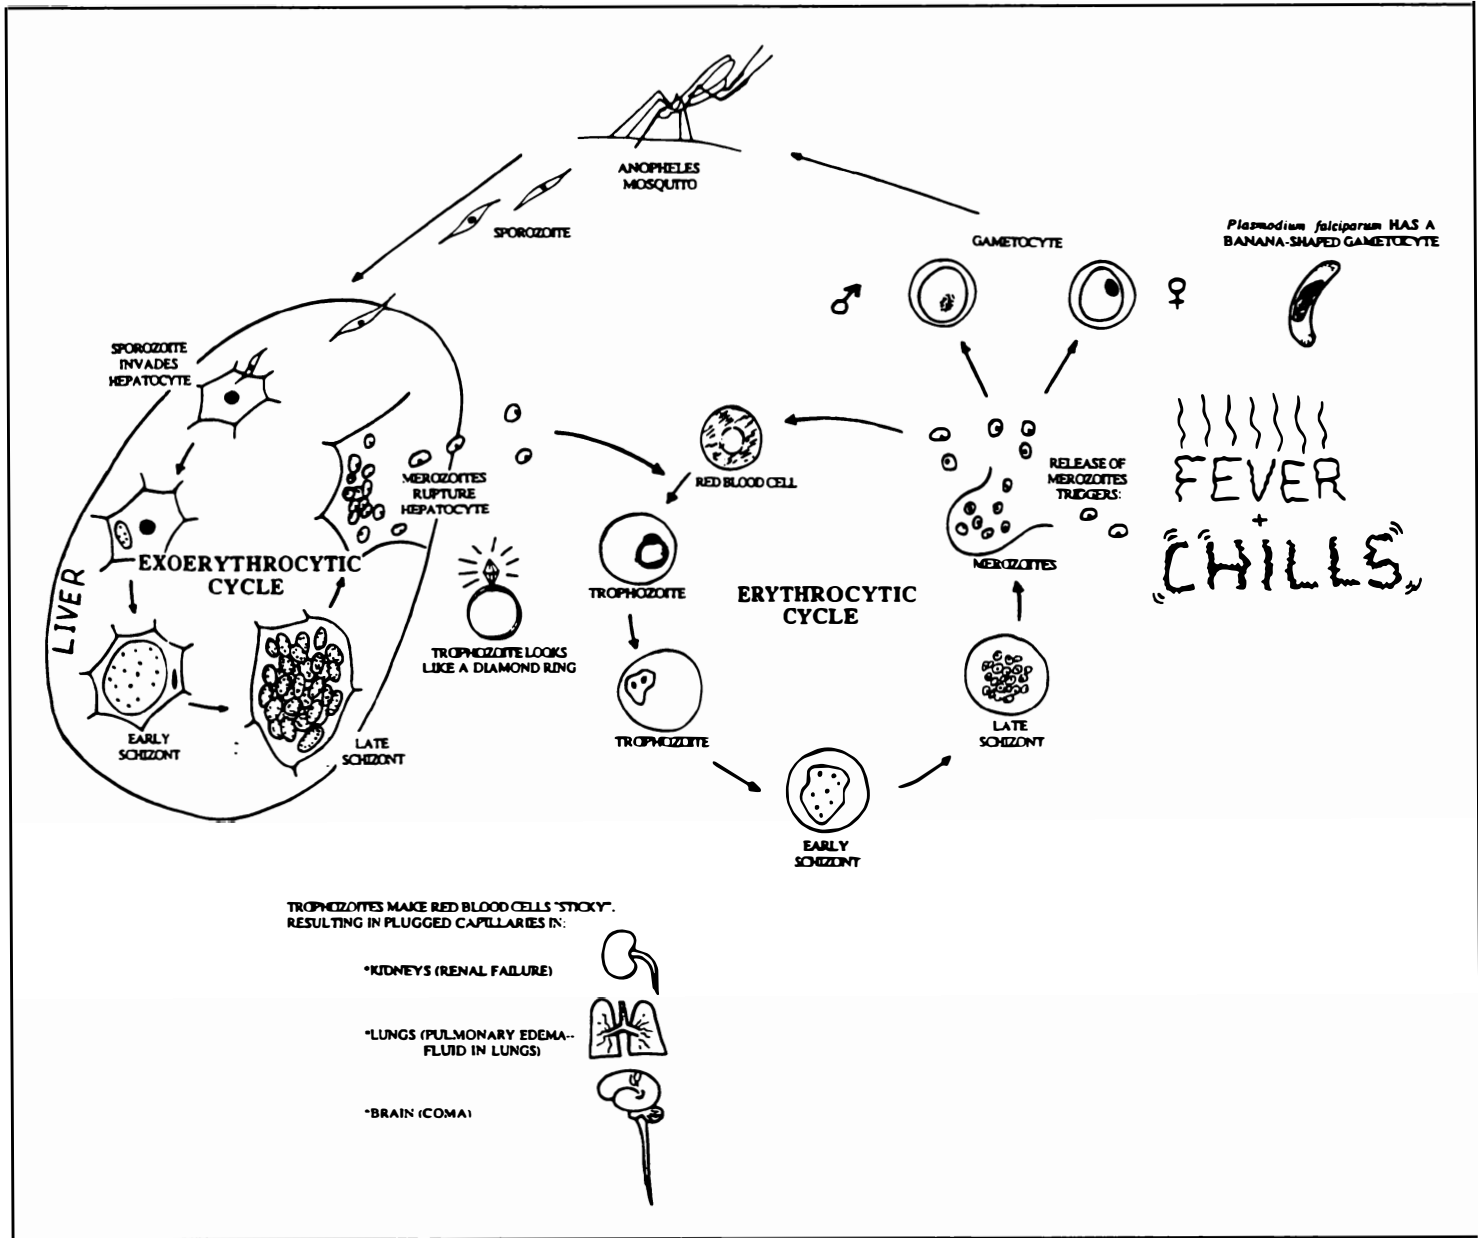 ANOPHELES
MOSQUITO
SPOROZOITE
GAMETOCYTE
Plasmodium falciparum HAS A
BANANA-SHAPED GAMETOCYTE
♂
♀
SPOROZOITE
INVADES
HEPATOCYTE
MEROZOITES
RUPTURE
HEPATOCYTE
RED BLOOD CELL
RELEASE OF
MEROZOITES
TRIGGERS:
FEVER
+
CHILLS
LIVER
EXOERYTHROCYTIC
CYCLE
TROPHOZOITE
ERYTHROCYTIC
CYCLE
MEROZOITES
TROPHOZOITE LOOKS
LIKE A DIAMOND RING
EARLY
SCHIZONT
LATE
SCHIZONT
TROPHOZOITE
LATE
SCHIZONT
EARLY
SCHIZONT
TROPHOZOITES MAKE RED BLOOD CELLS "STICKY".
RESULTING IN PLUGGED CAPILLARIES IN:
*KIDNEYS (RENAL FAILURE)
*LUNGS (PULMONARY EDEMA--
FLUID IN LUNGS)
*BRAIN (COMA)